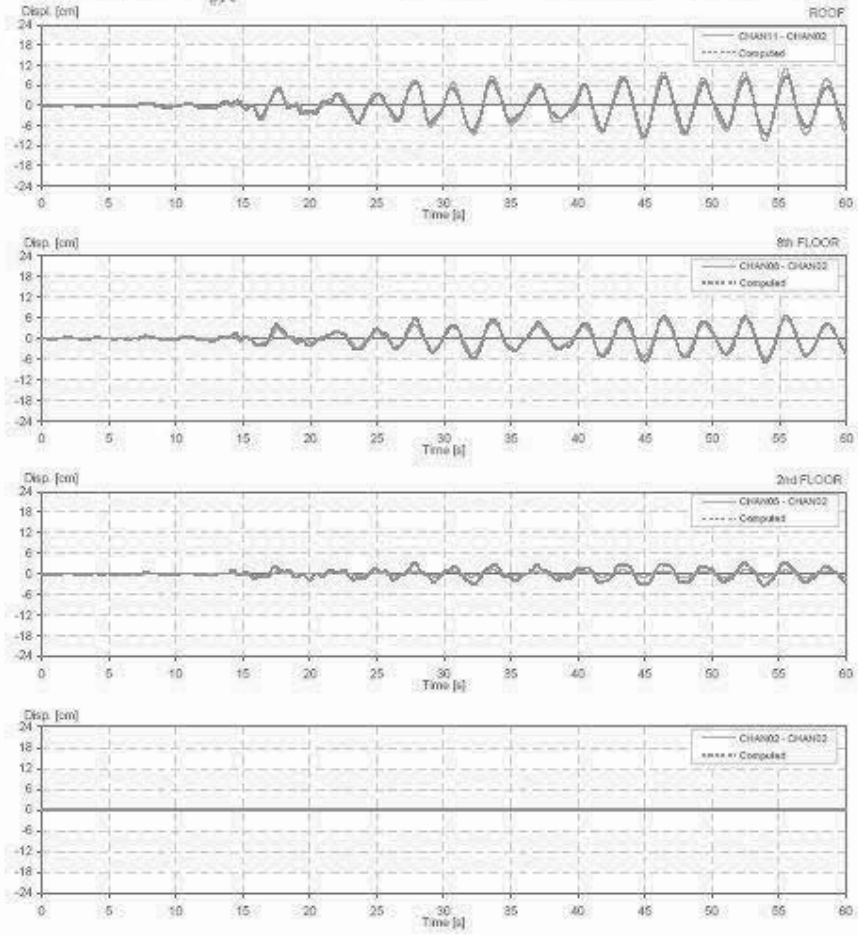 Displ. [cm] ROOF
24
18
12
6
0
-6
-12
-18
-24
CHAN11 - CHAN02
Computed
0 5 10 15 20 25 30 35 40 45 50 55 60
Time [s]
Disp. [cm] 8th FLOOR
24
18
12
6
0
-6
-12
-18
-24
CHAN08 - CHAN02
Computed
0 5 10 15 20 25 30 35 40 45 50 55 60
Time [s]
Disp. [cm] 2nd FLOOR
24
18
12
6
0
-6
-12
-18
-24
CHAN05 - CHAN02
Computed
0 5 10 15 20 25 30 35 40 45 50 55 60
Time [s]
Disp. [cm]
24
18
12
6
0
-6
-12
-18
-24
CHAN02 - CHAN02
Computed
0 5 10 15 20 25 30 35 40 45 50 55 60
Time [s]